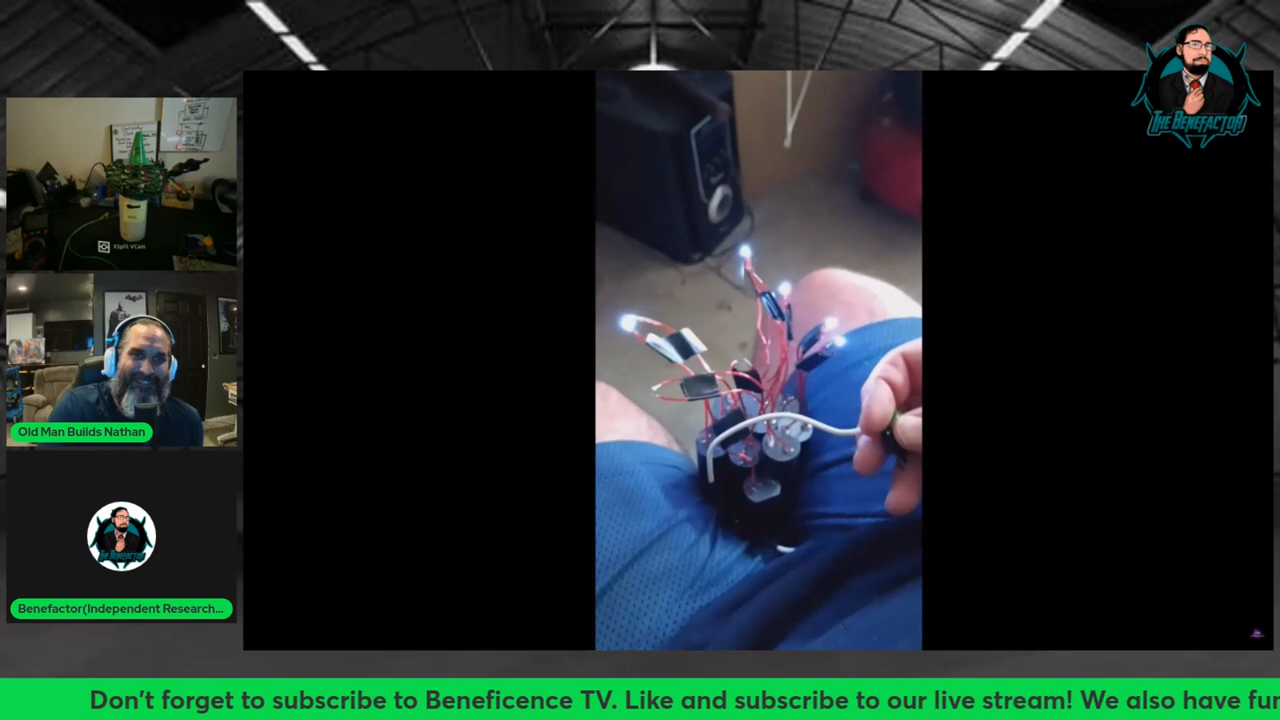 THE BENEFACTOR
XSplit VCam
Old Man Builds Nathan
Benefactor(Independent Research...
Don't forget to subscribe to Beneficence TV. Like and subscribe to our live stream! We also have fur